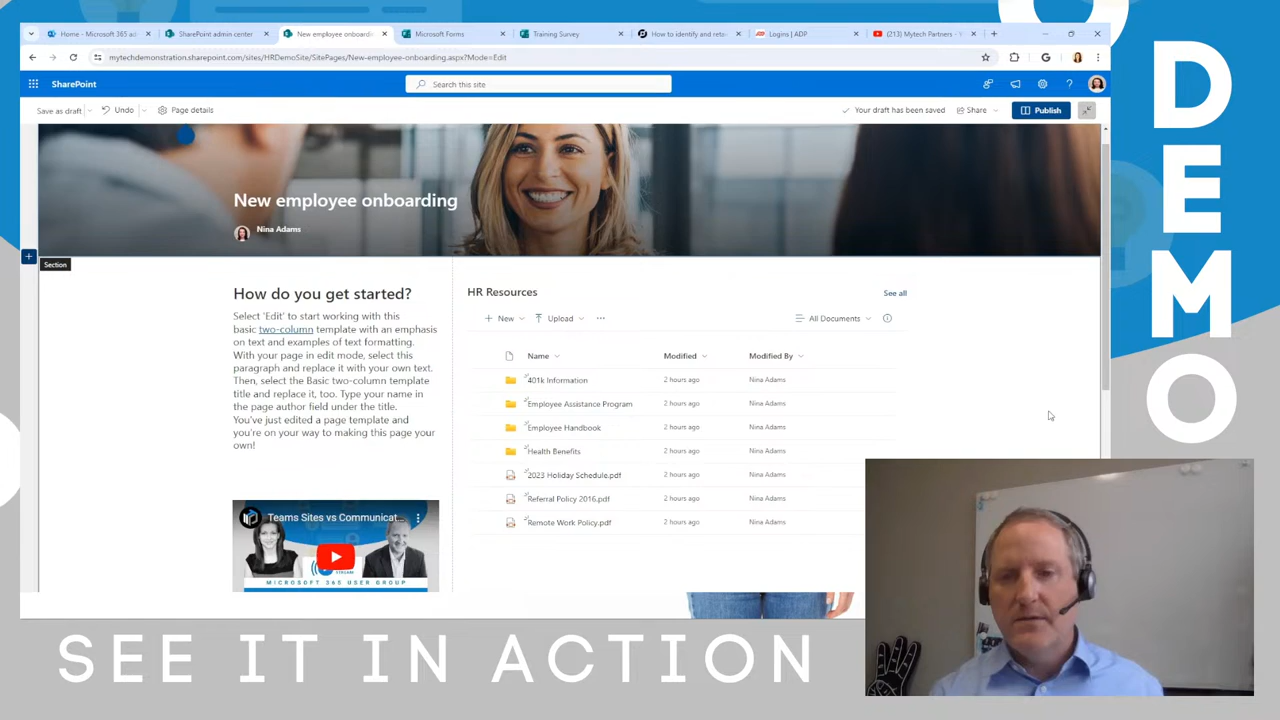 Home - Microsoft 365 ad
SharePoint admin center
New employee onboardi
Microsoft Forms
Training Survey
How to identify and reto
Logins | ADP
(213) Mytech Partners - Y
mytechdemonstration.sharepoint.com/sites/HRDemoSite/SitePages/New-employee-onboarding.aspx?Mode=Edit
SharePoint
Search this site
Save as draft
Undo
Page details
Your draft has been saved
Share
Publish
New employee onboarding
Nina Adams
Section
How do you get started?
Select 'Edit' to start working with this
basic two-column template with an emphasis
on text and examples of text formatting.
With your page in edit mode, select this
paragraph and replace it with your own text.
Then, select the Basic two-column template
title and replace it, too. Type your name in
the page author field under the title.
You've just edited a page template and
you're on your way to making this page your
own!
Teams Sites vs Communicat...
MICROSOFT 365 USER GROUP
HR Resources
See all
New
Upload
All Documents
Name
Modified
Modified By
401k Information
2 hours ago
Nina Adams
Employee Assistance Program
2 hours ago
Nina Adams
Employee Handbook
2 hours ago
Nina Adams
Health Benefits
2 hours ago
Nina Adams
2023 Holiday Schedule.pdf
2 hours ago
Nina Adams
Referral Policy 2016.pdf
2 hours ago
Nina Adams
Remote Work Policy.pdf
2 hours ago
Nina Adams
DEMO
SEE IT IN ACTION